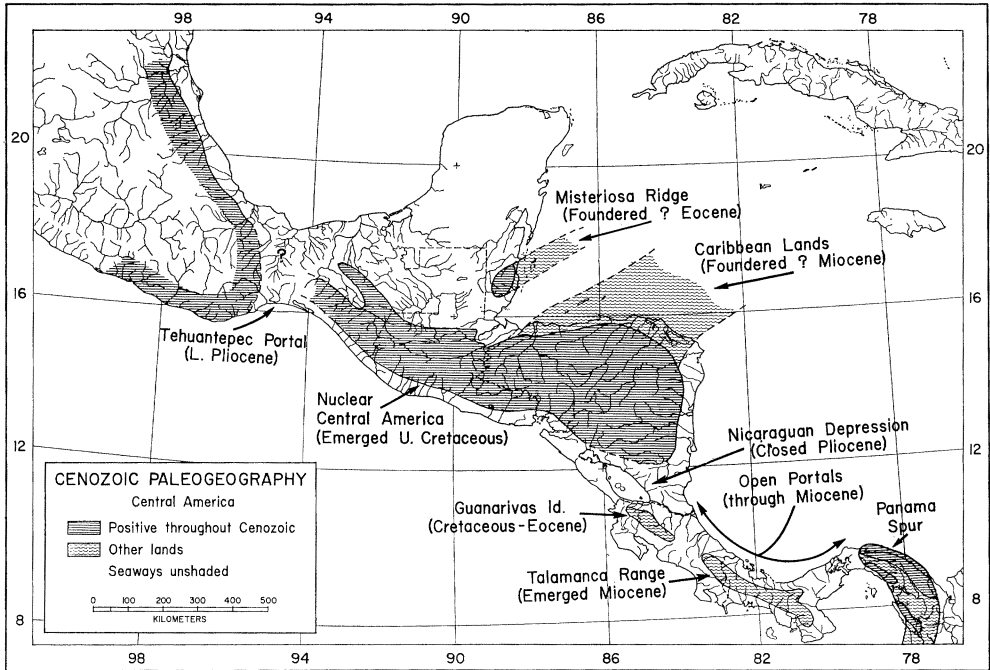 98 94 90 86 82 78
20 20
Misteriosa Ridge
(Foundered ? Eocene)
Caribbean Lands
(Foundered ? Miocene)
?
16 16
Tehuantepec Portal
(L. Pliocene)
Nuclear
Central America
(Emerged U. Cretaceous)
12 12
Nicaraguan Depression
(Closed Pliocene)
Open Portals
(through Miocene)
Panama
Spur
Guanarivas Id.
(Cretaceous-Eocene)
Talamanca Range
(Emerged Miocene)
CENOZOIC PALEOGEOGRAPHY
Central America
Positive throughout Cenozoic
Other lands
Seaways unshaded
0 100 200 300 400 500
KILOMETERS
8 8
98 94 90 86 82 78